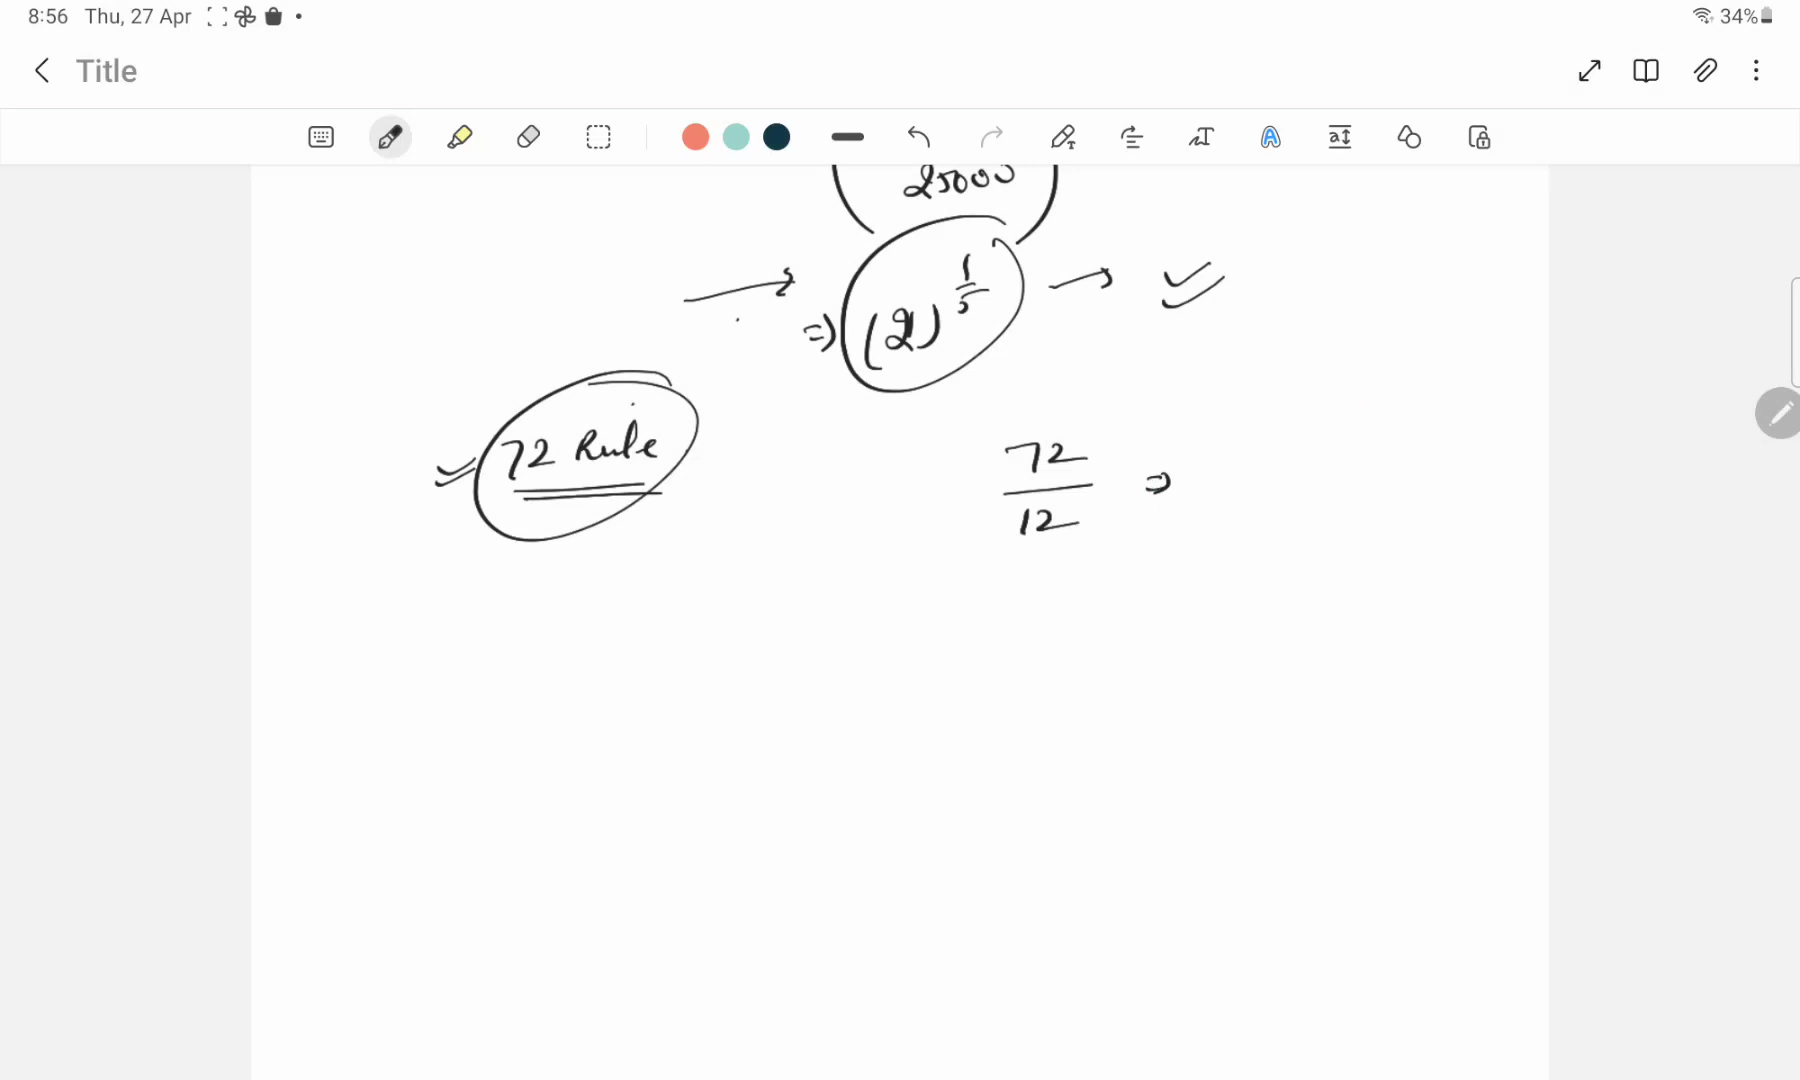 8:56 Thu, 27 Apr 34%
Title
25000
⇒ (2)^1/5
72 Rule
72/12 ⇒